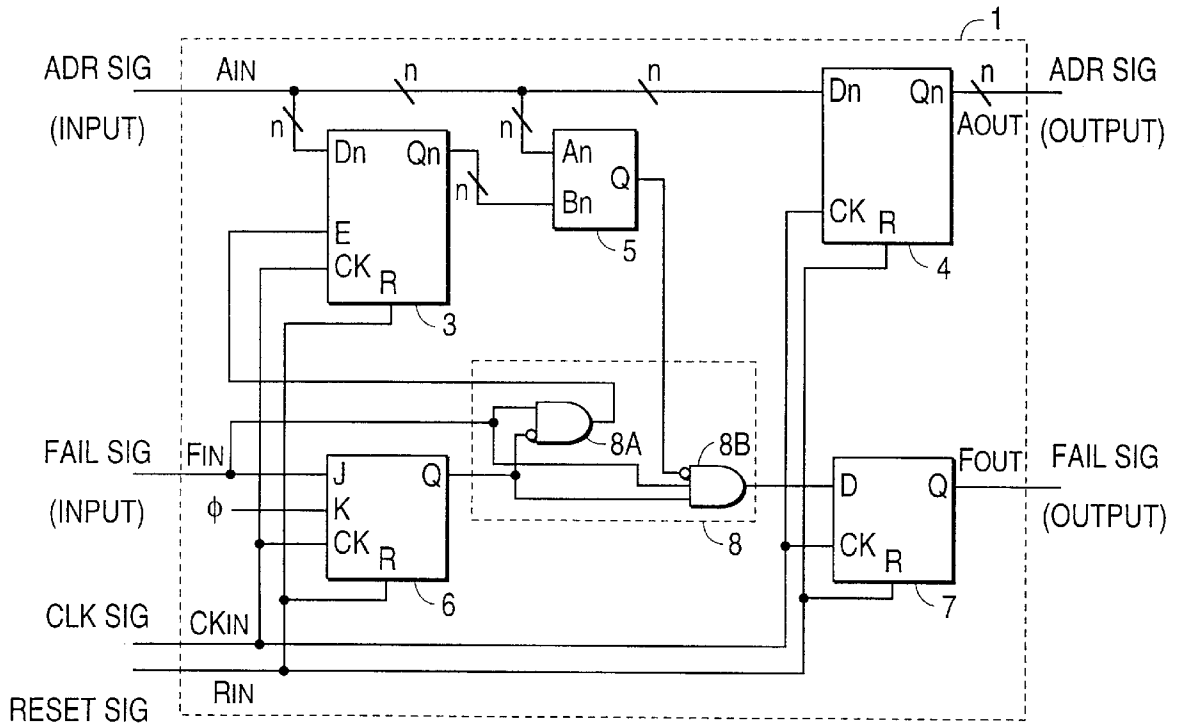 1
ADR SIG
(INPUT)
AIN
n
n
n
n
n
Dn
Qn
AOUT
ADR SIG
(OUTPUT)
Dn
Qn
n
An
Bn
Q
5
E
CK
R
3
CK
R
4
8A
8B
8
FAIL SIG
(INPUT)
FIN
ϕ
J
K
CK
Q
R
6
D
Q
CK
R
7
FOUT
FAIL SIG
(OUTPUT)
CLK SIG
CKIN
RIN
RESET SIG